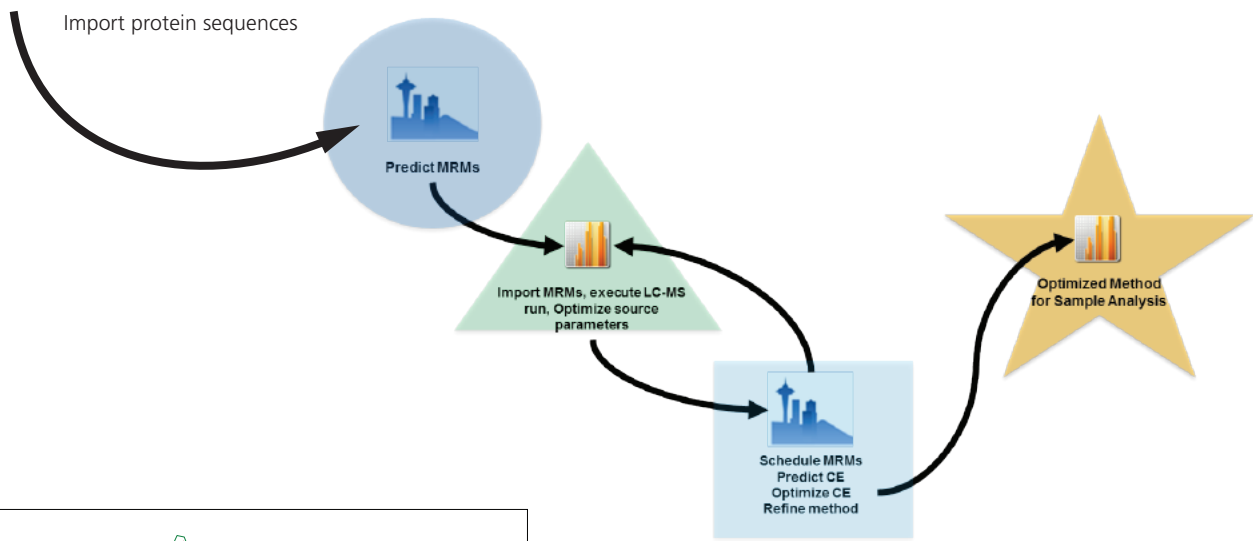 Import protein sequences
Predict MRMs
Import MRMs, execute LC-MS
run, Optimize source
parameters
Schedule MRMs
Predict CE
Optimize CE
Refine method
Optimized Method
for Sample Analysis